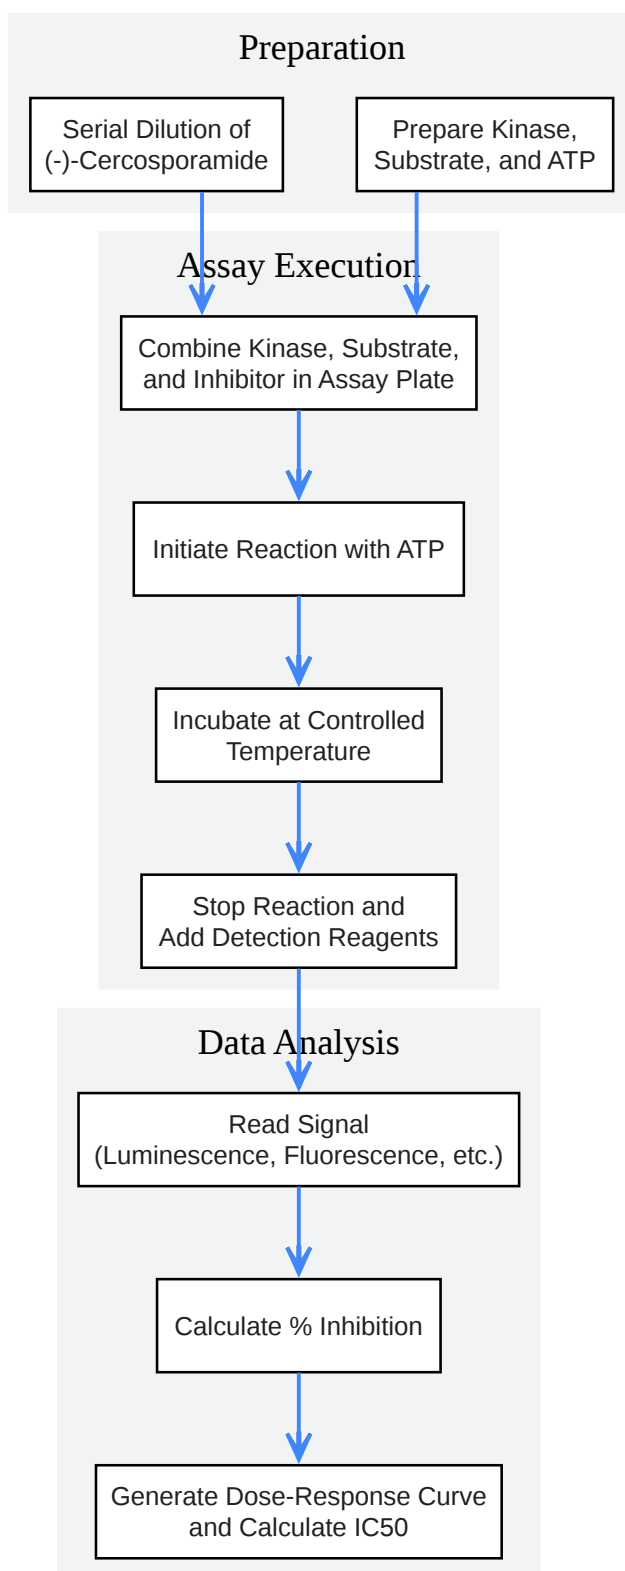 Preparation
Serial Dilution of
(-)-Cercosporamide
Prepare Kinase,
Substrate, and ATP
Assay Execution
Combine Kinase, Substrate,
and Inhibitor in Assay Plate
Initiate Reaction with ATP
Incubate at Controlled
Temperature
Stop Reaction and
Add Detection Reagents
Data Analysis
Read Signal
(Luminescence, Fluorescence, etc.)
Calculate % Inhibition
Generate Dose-Response Curve
and Calculate IC50